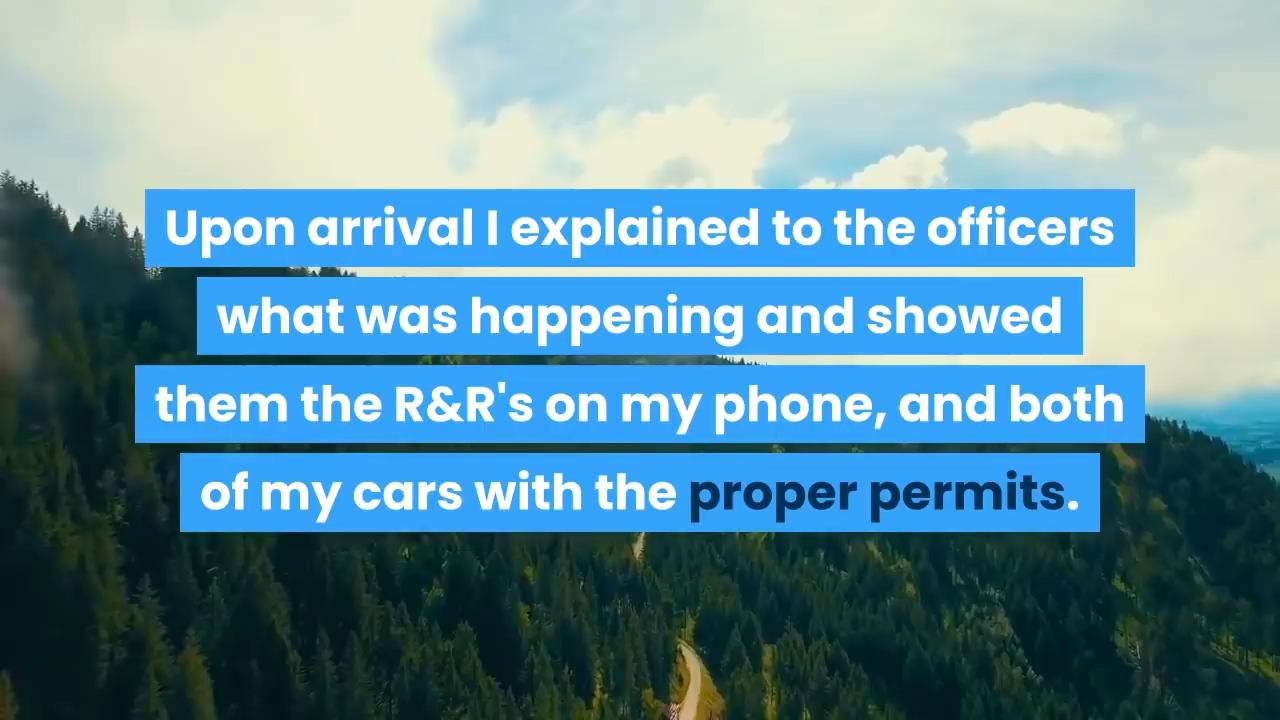 Upon arrival I explained to the officers
what was happening and showed
them the R&R's on my phone, and both
of my cars with the proper permits.